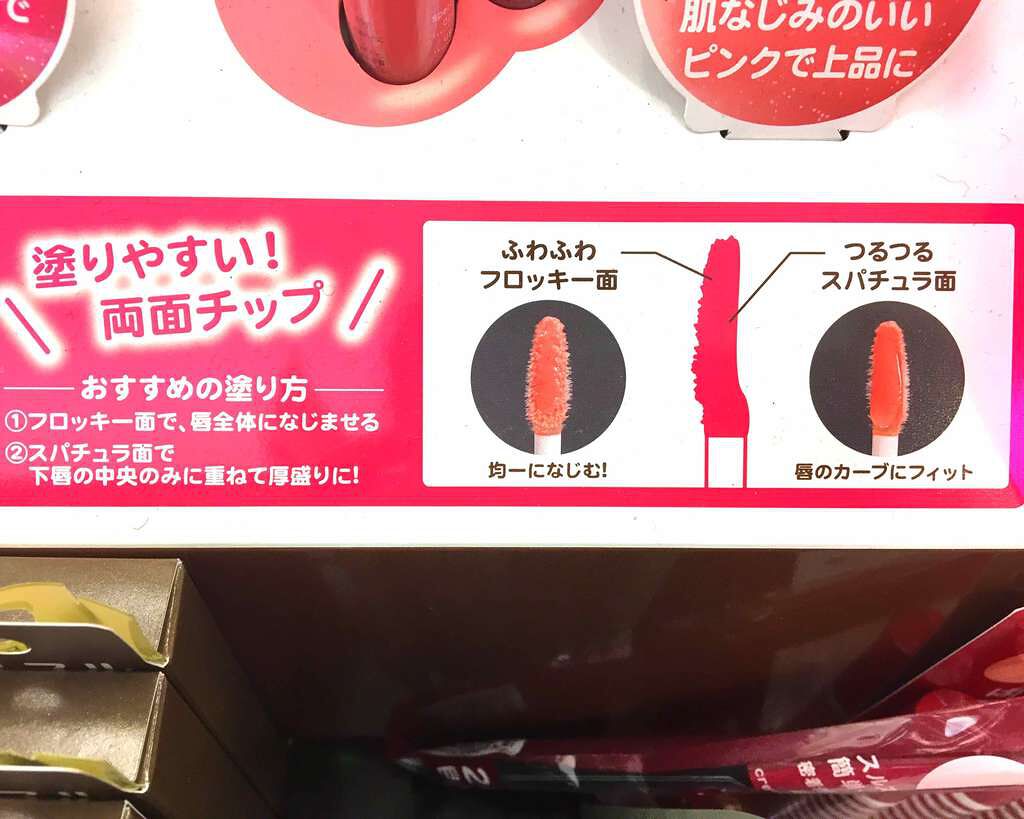 で
肌なじみのいい
ピンクで上品に
塗りやすい!
両面チップ
おすすめの塗り方
①フロッキー面で、唇全体になじませる
②スパチュラ面で
下唇の中央のみに重ねて厚盛りに!
ふわふわ
フロッキー面
均一になじむ!
つるつる
スパチュラ面
唇のカーブにフィット